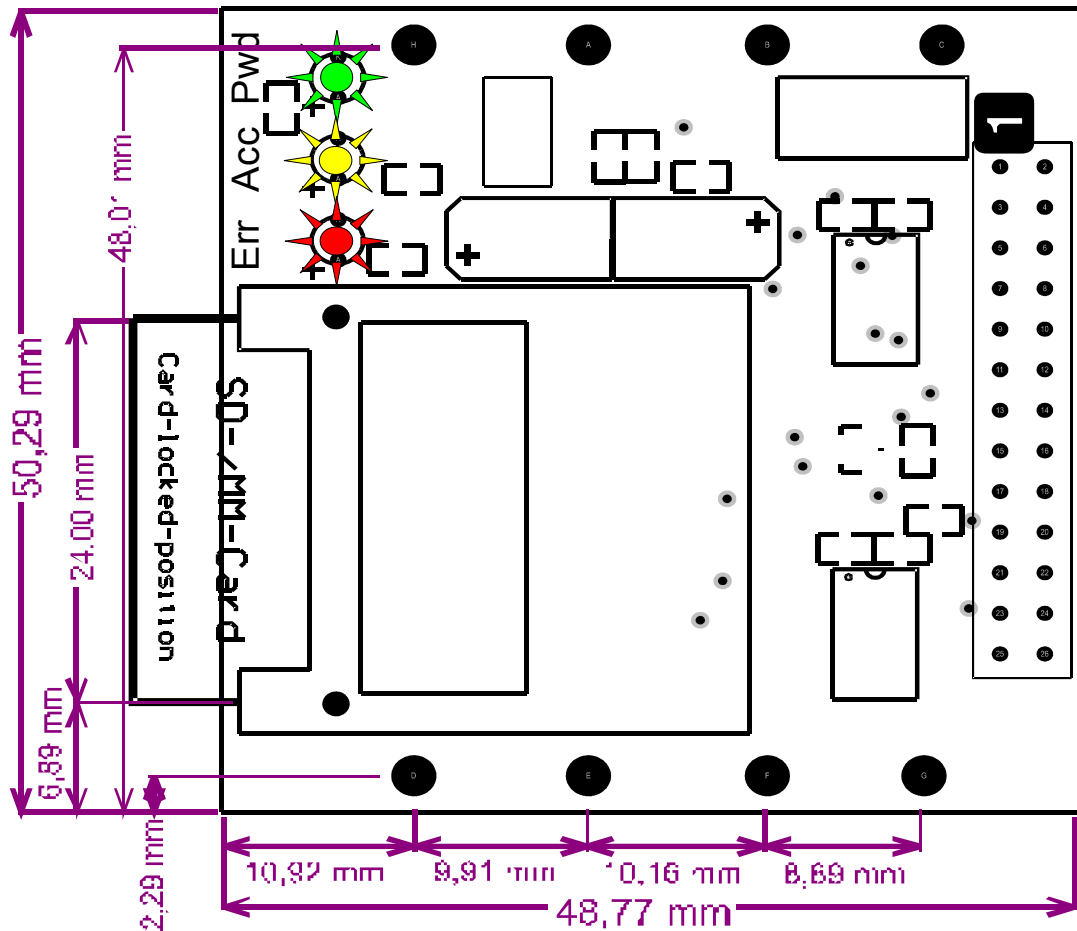 Pwd
Acc
Err
H
A
B
C
1
1 2
3 4
5 6
7 8
9 10
11 12
13 14
15 16
17 18
19 20
21 22
23 24
25 26
SD-/MM-Card
Card-locked-position
D
E
F
G
50,29 mm
24.00 mm
6,89 mm
2,29 mm
10,92 mm
9,91 mm
10,16 mm
8,69 mm
48,77 mm